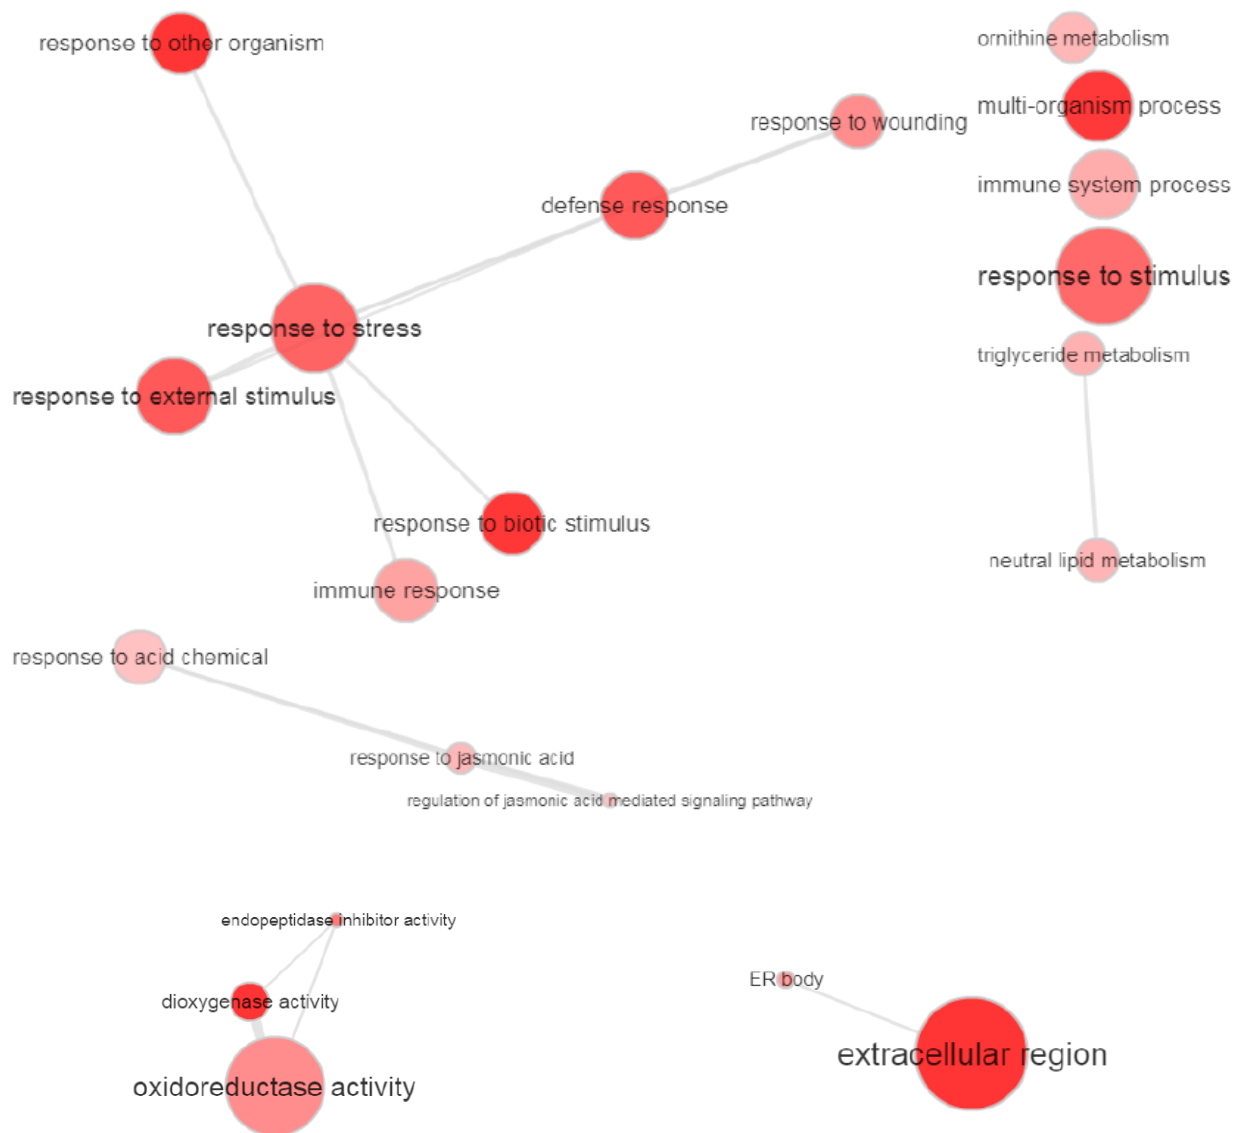 response to other organism
ornithine metabolism
multi-organism process
response to wounding
immune system process
defense response
response to stimulus
response to stress
triglyceride metabolism
response to external stimulus
response to biotic stimulus
neutral lipid metabolism
immune response
response to acid chemical
response to jasmonic acid
regulation of jasmonic acid mediated signaling pathway
endopeptidase inhibitor activity
ER body
dioxygenase activity
extracellular region
oxidoreductase activity